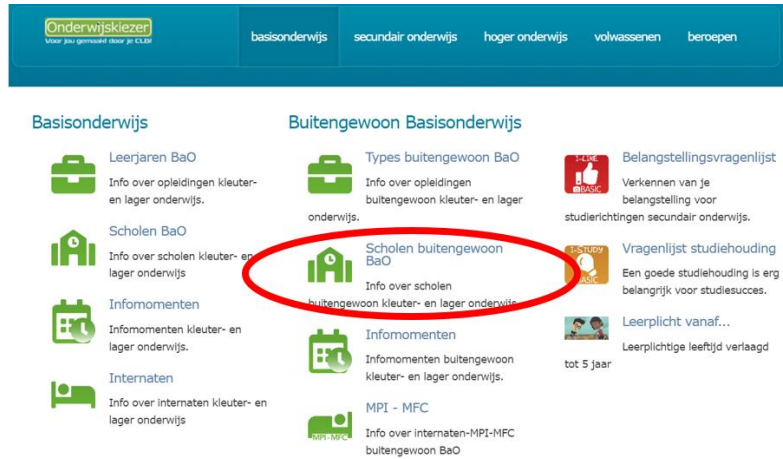 Onderwijskiezer
Voor jou gemaakt door je CLB!
basisonderwijs
secundair onderwijs
hoger onderwijs
volwassenen
beroepen
Basisonderwijs
Leerjaren BaO
Info over opleidingen kleuter-
en lager onderwijs.
Scholen BaO
Info over scholen kleuter- en
lager onderwijs
Infomomenten
Infomomenten kleuter- en
lager onderwijs.
Internaten
Info over internaten kleuter- en
lager onderwijs
Buitengewoon Basisonderwijs
Types buitengewoon BaO
Info over opleidingen
buitengewoon kleuter- en lager
onderwijs.
Scholen buitengewoon
BaO
Info over scholen
buitengewoon kleuter- en lager onderwijs
Infomomenten
Infomomenten buitengewoon
kleuter- en lager onderwijs.
MPI-MFC
MPI - MFC
Info over internaten-MPI-MFC
buitengewoon BaO
I-LIKE
BASIC
Belangstellingsvragenlijst
Verkennen van je
belangstelling voor
studierichtingen secundair onderwijs.
I-STUDY
BASIC
Vragenlijst studiehouding
Een goede studiehouding is erg
belangrijk voor studiesucces.
Leerplicht vanaf...
Leerplichtige leeftijd verlaagd
tot 5 jaar